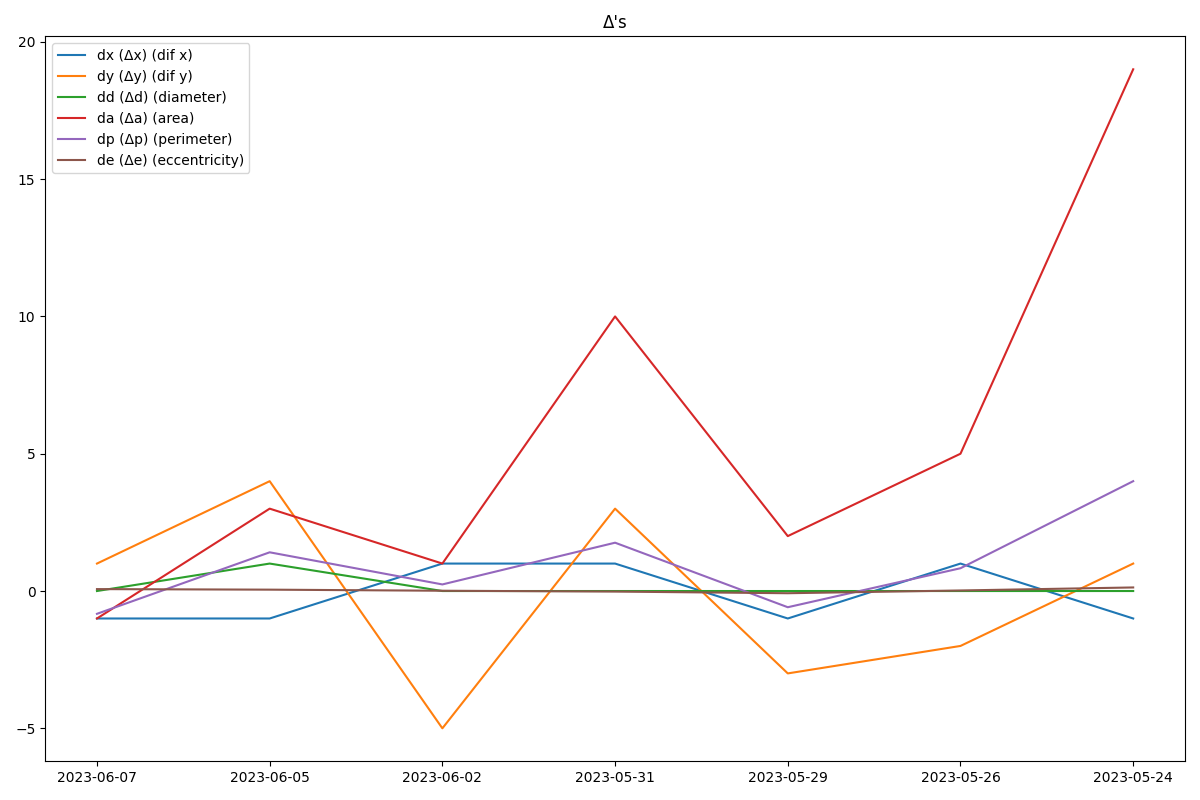 Δ's
dx (Δx) (dif x)
dy (Δy) (dif y)
dd (Δd) (diameter)
da (Δa) (area)
dp (Δp) (perimeter)
de (Δe) (eccentricity)
20
15
10
5
0
−5
2023-06-07 2023-06-05 2023-06-02 2023-05-31 2023-05-29 2023-05-26 2023-05-24